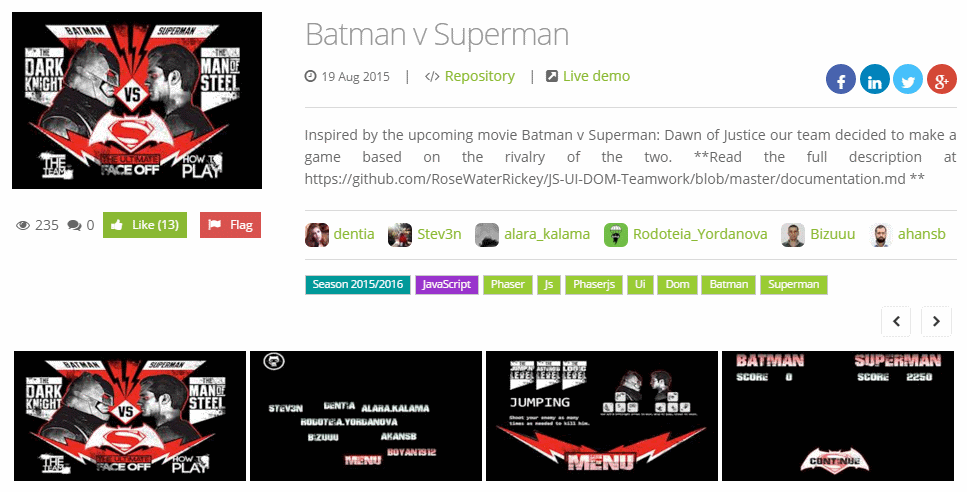 BATMAN
SUPERMAN
THE
DARK
KNIGHT
VS
THE
MAN OF
STEEL
THE
TEAM
THE ULTIMATE
FACE OFF
HOW TO
PLAY
Batman v Superman
19 Aug 2015 | </> Repository | Live demo
Inspired by the upcoming movie Batman v Superman: Dawn of Justice our team decided to make a
game based on the rivalry of the two. **Read the full description at
https://github.com/RoseWaterRickey/JS-UI-DOM-Teamwork/blob/master/documentation.md **
235 0 Like (13) Flag
dentia Stev3n alara_kalama Rodoteia_Yordanova Bizuuu ahansb
Season 2015/2016 JavaScript Phaser Js Phaserjs Ui Dom Batman Superman
BATMAN
SUPERMAN
THE
DARK
KNIGHT
VS
THE
MAN OF
STEEL
THE
TEAM
THE ULTIMATE
FACE OFF
HOW TO
PLAY
STEV3N DENTIA ALARA.KALAMA
RODOTEIA.YORDANOVA
BIZUUU AKANSB
MENU BOYAN1512
JUMPING
Shoot your enemy as many
times as needed to kill him.
MENU
BATMAN SUPERMAN
SCORE 0 SCORE 2250
CONTINUE